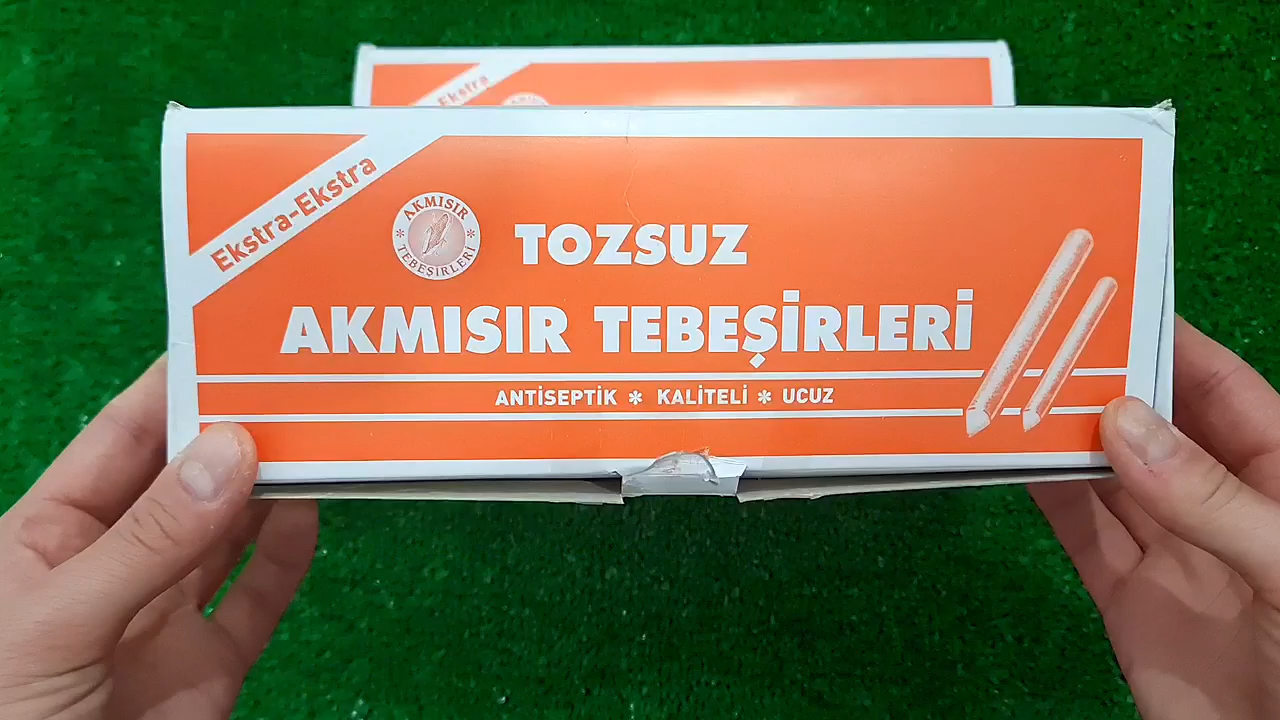 Ekstra
Ekstra-Ekstra
AKMISIR
TEBEŞİRLERİ
TOZSUZ
AKMISIR TEBEŞİRLERİ
ANTİSEPTİK * KALİTELİ * UCUZ